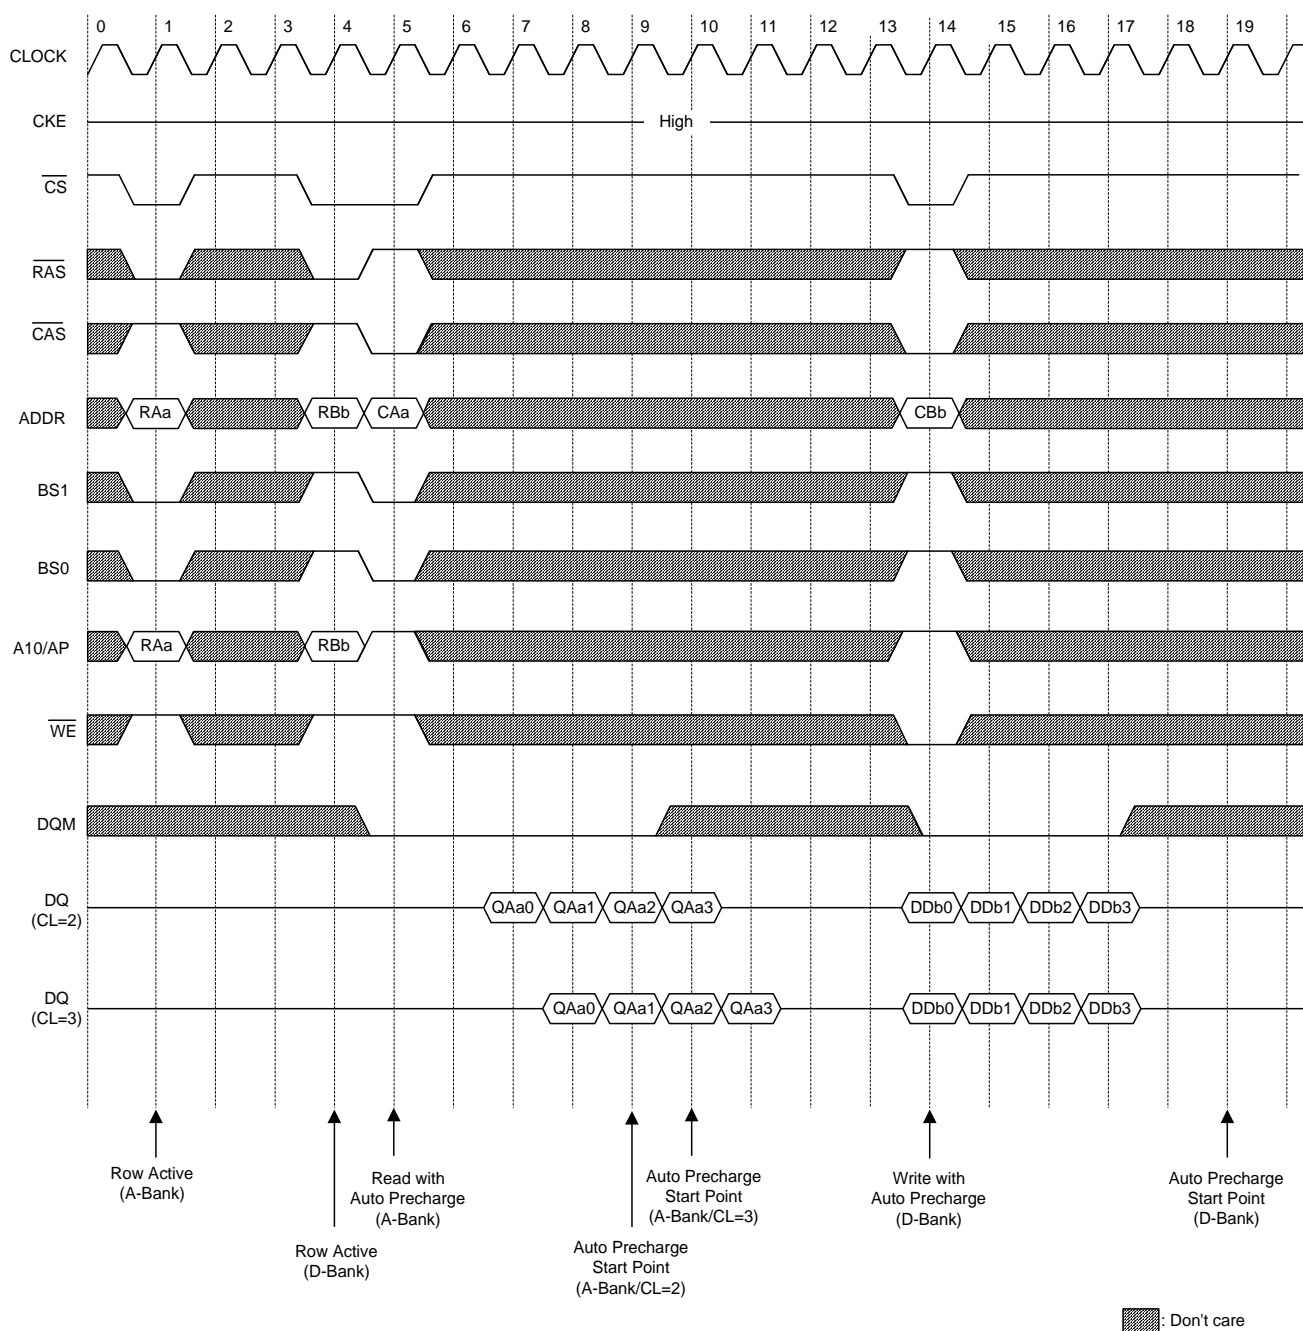 0 1 2 3 4 5 6 7 8 9 10 11 12 13 14 15 16 17 18 19
CLOCK
CKE High
CS
RAS
CAS
ADDR RAa RBb CAa CBb
BS1
BS0
A10/AP RAa RBb
WE
DQM
DQ
(CL=2) QAa0 QAa1 QAa2 QAa3 DDb0 DDb1 DDb2 DDb3
DQ
(CL=3) QAa0 QAa1 QAa2 QAa3 DDb0 DDb1 DDb2 DDb3
Row Active
(A-Bank)
Row Active
(D-Bank)
Read with
Auto Precharge
(A-Bank)
Auto Precharge
Start Point
(A-Bank/CL=2)
Auto Precharge
Start Point
(A-Bank/CL=3)
Write with
Auto Precharge
(D-Bank)
Auto Precharge
Start Point
(D-Bank)
: Don't care